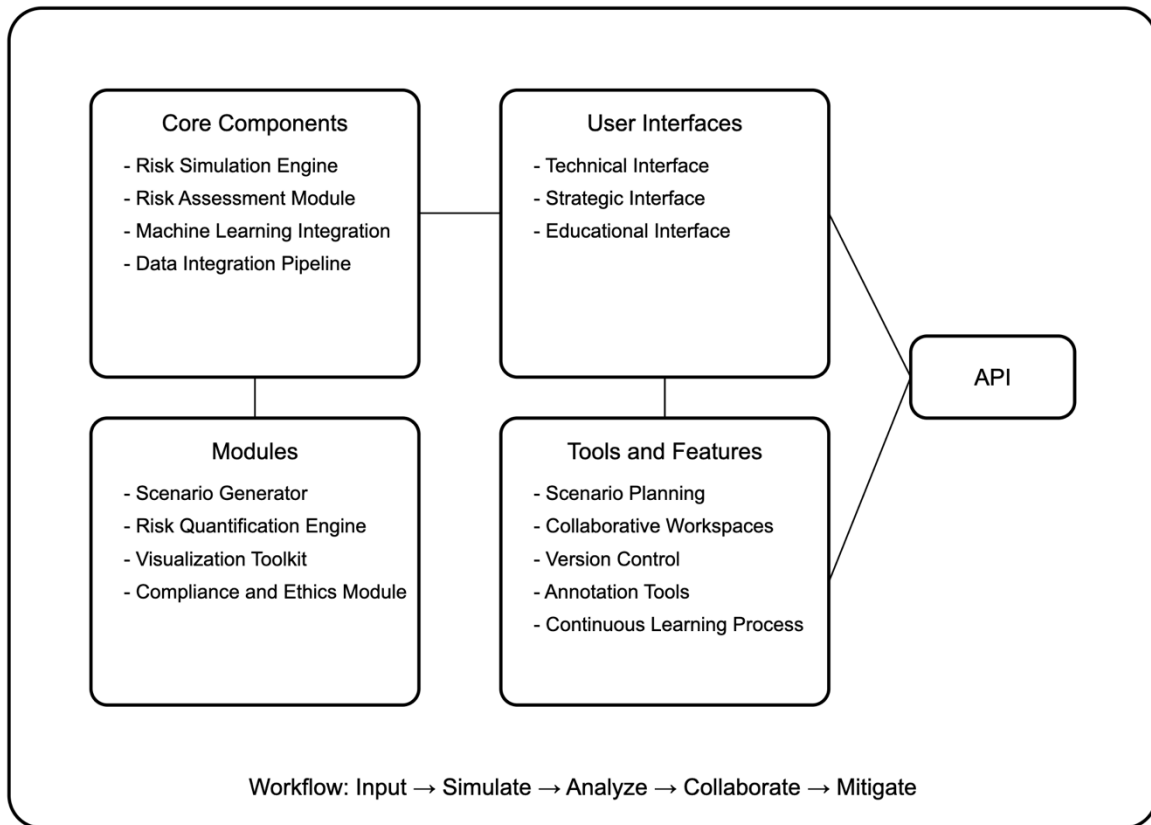 Core Components
- Risk Simulation Engine
- Risk Assessment Module
- Machine Learning Integration
- Data Integration Pipeline
User Interfaces
- Technical Interface
- Strategic Interface
- Educational Interface
API
Modules
- Scenario Generator
- Risk Quantification Engine
- Visualization Toolkit
- Compliance and Ethics Module
Tools and Features
- Scenario Planning
- Collaborative Workspaces
- Version Control
- Annotation Tools
- Continuous Learning Process
Workflow: Input → Simulate → Analyze → Collaborate → Mitigate